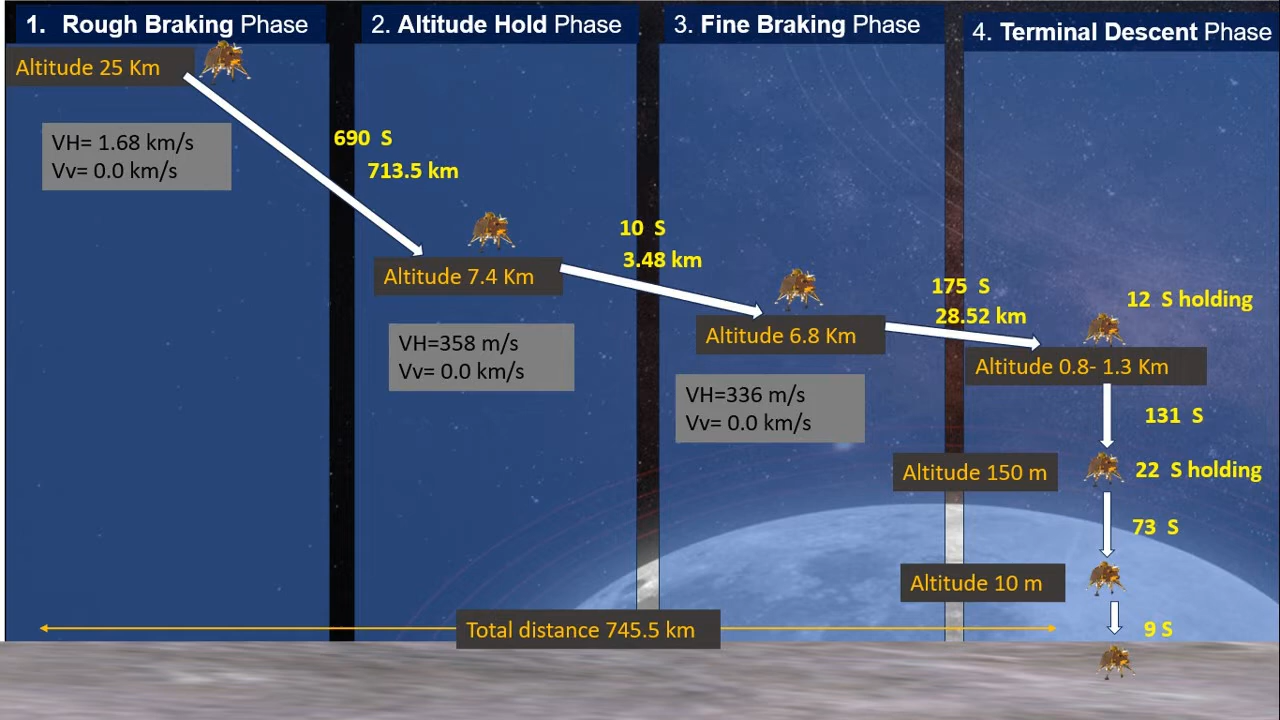 1. Rough Braking Phase
2. Altitude Hold Phase
3. Fine Braking Phase
4. Terminal Descent Phase
Altitude 25 Km
VH= 1.68 km/s
Vv= 0.0 km/s
690 S
713.5 km
Altitude 7.4 Km
VH=358 m/s
Vv= 0.0 km/s
10 S
3.48 km
Altitude 6.8 Km
VH=336 m/s
Vv= 0.0 km/s
175 S
28.52 km
12 S holding
Altitude 0.8- 1.3 Km
131 S
Altitude 150 m
22 S holding
73 S
Altitude 10 m
9 S
Total distance 745.5 km